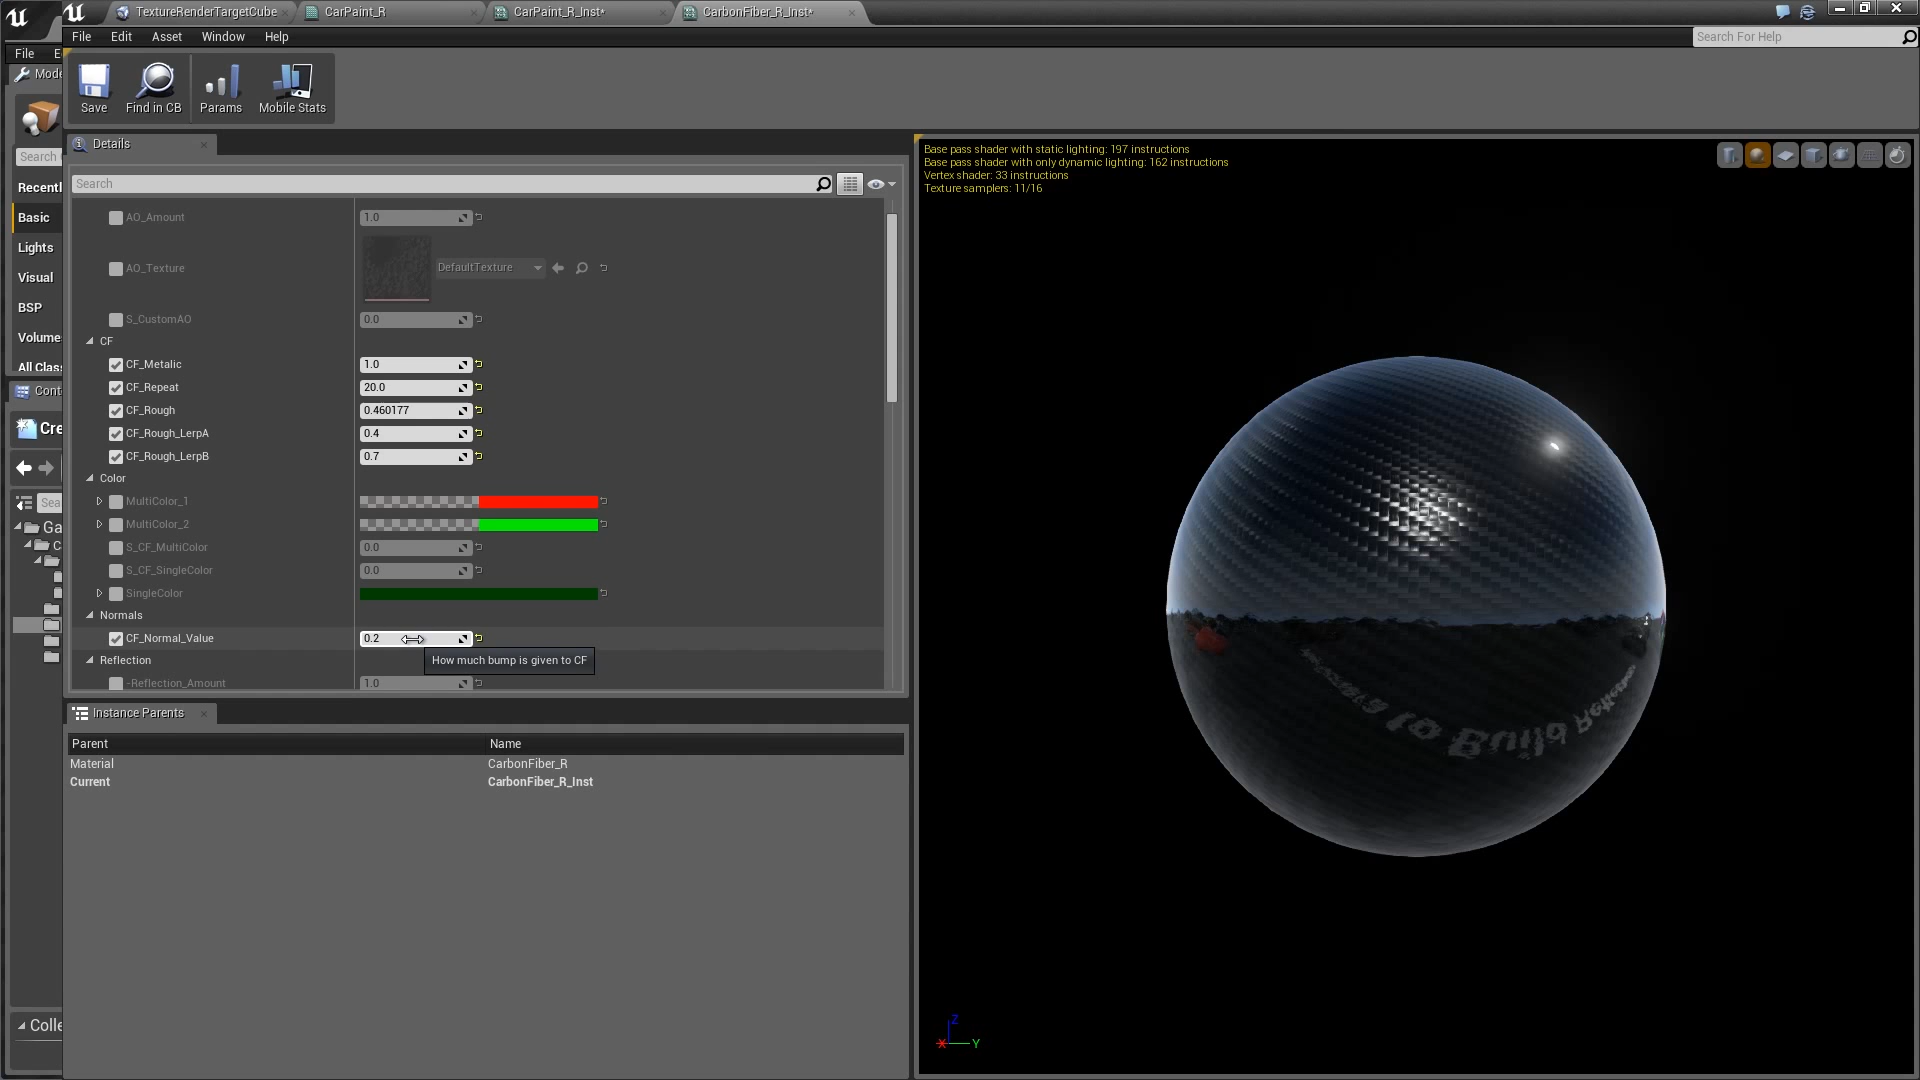 TextureRenderTargetCube
CarPaint_R
CarPaint_R_Inst*
CarbonFiber_R_Inst*
File
Edit
Asset
Window
Help
Search For Help
File
Mode
Save
Find in CB
Params
Mobile Stats
Search
Recentl
Basic
Lights
Visual
BSP
Volume
All Clas
Cont
Cre
Sea
Ga
C
Colle
Details
Search
AO_Amount
1.0
AO_Texture
DefaultTexture
S_CustomAO
0.0
CF
CF_Metalic
1.0
CF_Repeat
20.0
CF_Rough
0.460177
CF_Rough_LerpA
0.4
CF_Rough_LerpB
0.7
Color
MultiColor_1
MultiColor_2
S_CF_MultiColor
0.0
S_CF_SingleColor
0.0
SingleColor
Normals
CF_Normal_Value
0.2
How much bump is given to CF
Reflection
-Reflection_Amount
1.0
Instance Parents
Parent
Name
Material
CarbonFiber_R
Current
CarbonFiber_R_Inst
Base pass shader with static lighting: 197 instructions
Base pass shader with only dynamic lighting: 162 instructions
Vertex shader: 33 instructions
Texture samplers: 11/16
to Build
Z
X
Y